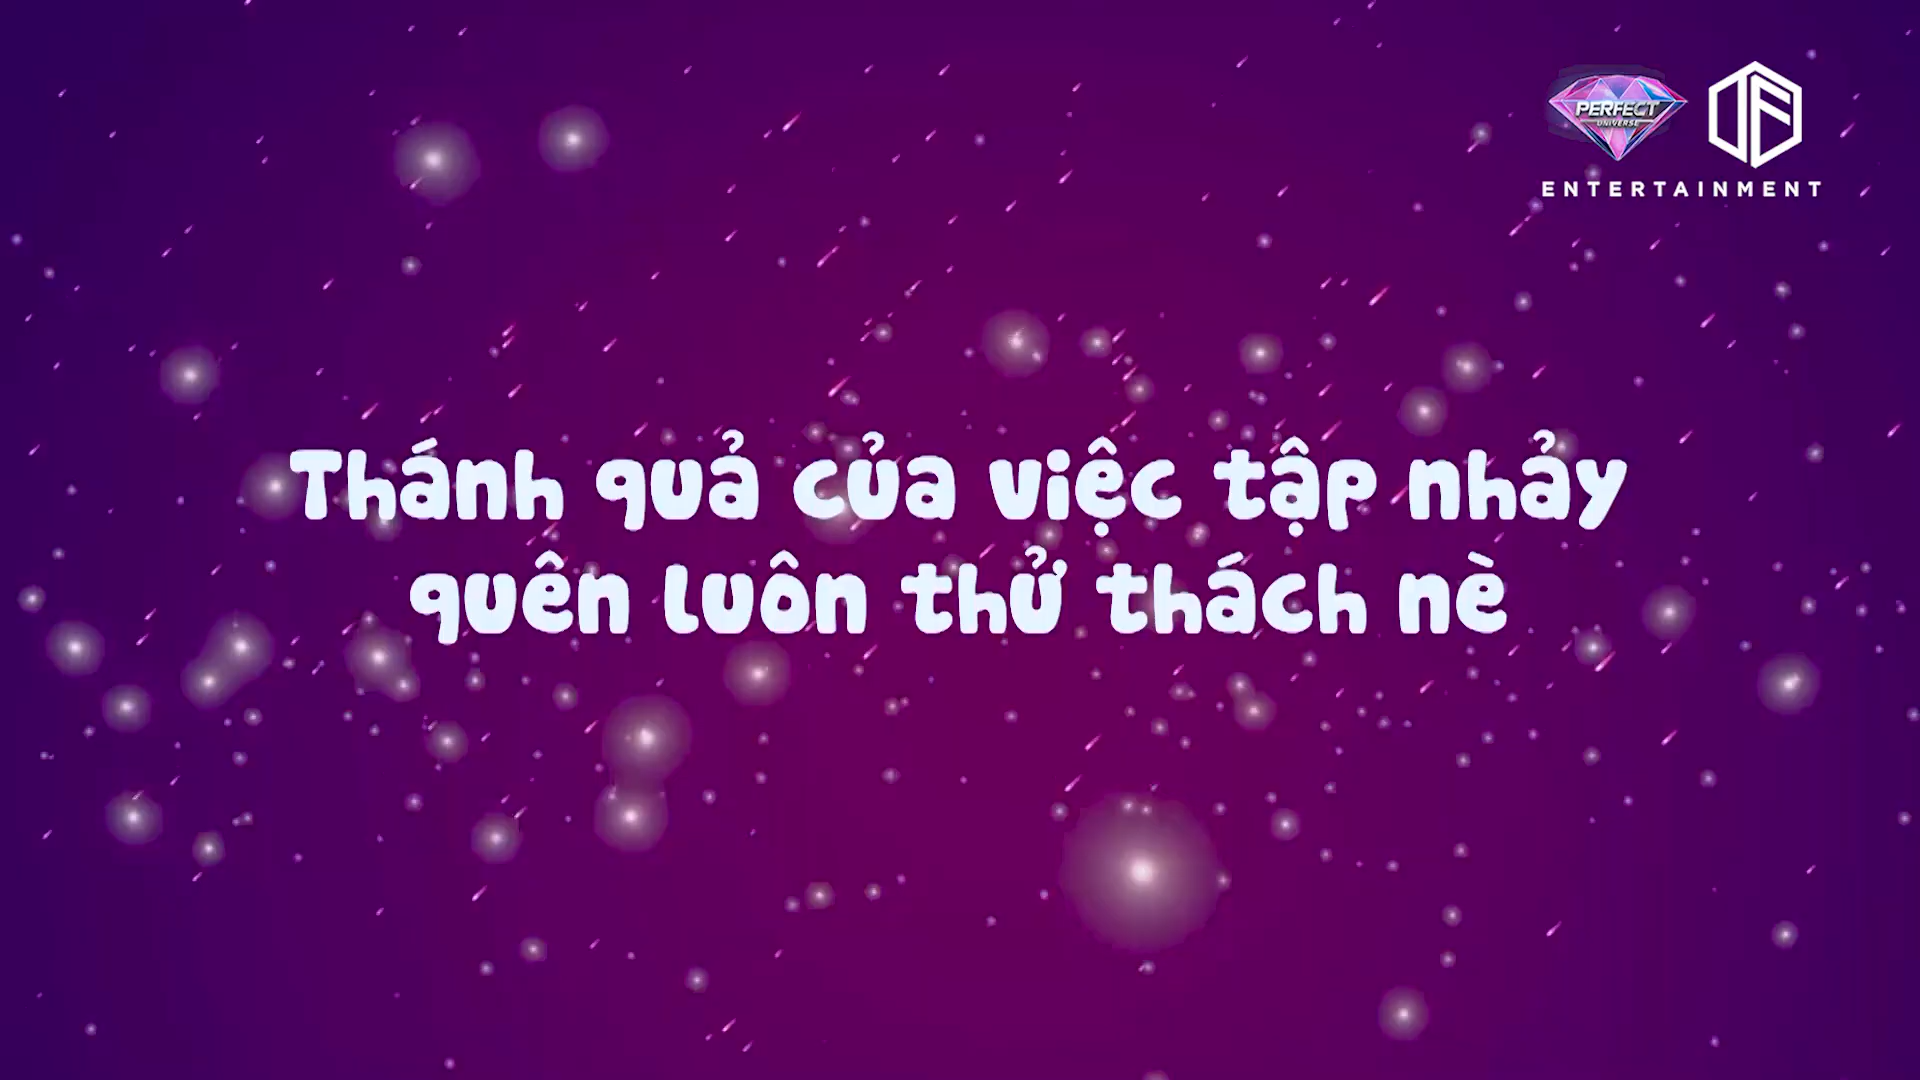 PERFECT
UNIVERSE
ENTERTAINMENT
Thánh quả của việc tập nhảy
quên luôn thử thách nè